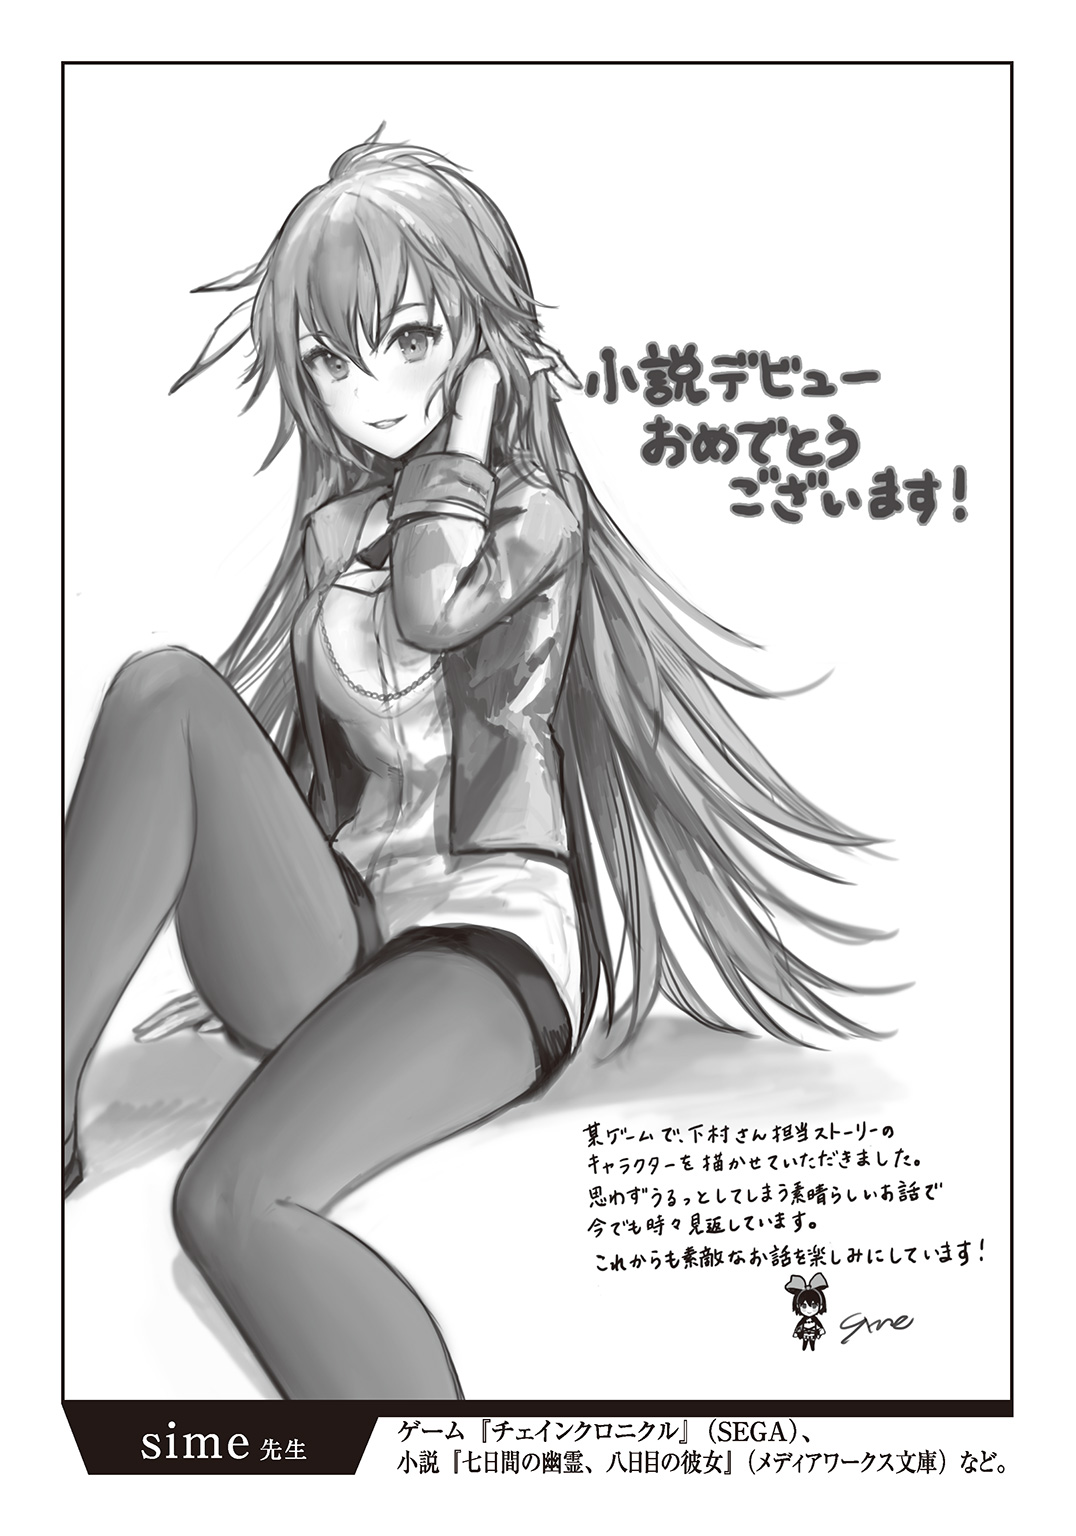 小説デビュー
おめでとう
ございます！
某ゲームで、下村さん担当ストーリーの
キャラクターを描かせていただきました。
思わずうるっとしてしまう素晴らしいお話で
今でも時々見返しています。
これからも素敵なお話を楽しみにしています！
sime
sime 先生
ゲーム『チェインクロニクル』（SEGA）、
小説『七日間の幽霊、八日目の彼女』（メディアワークス文庫）など。